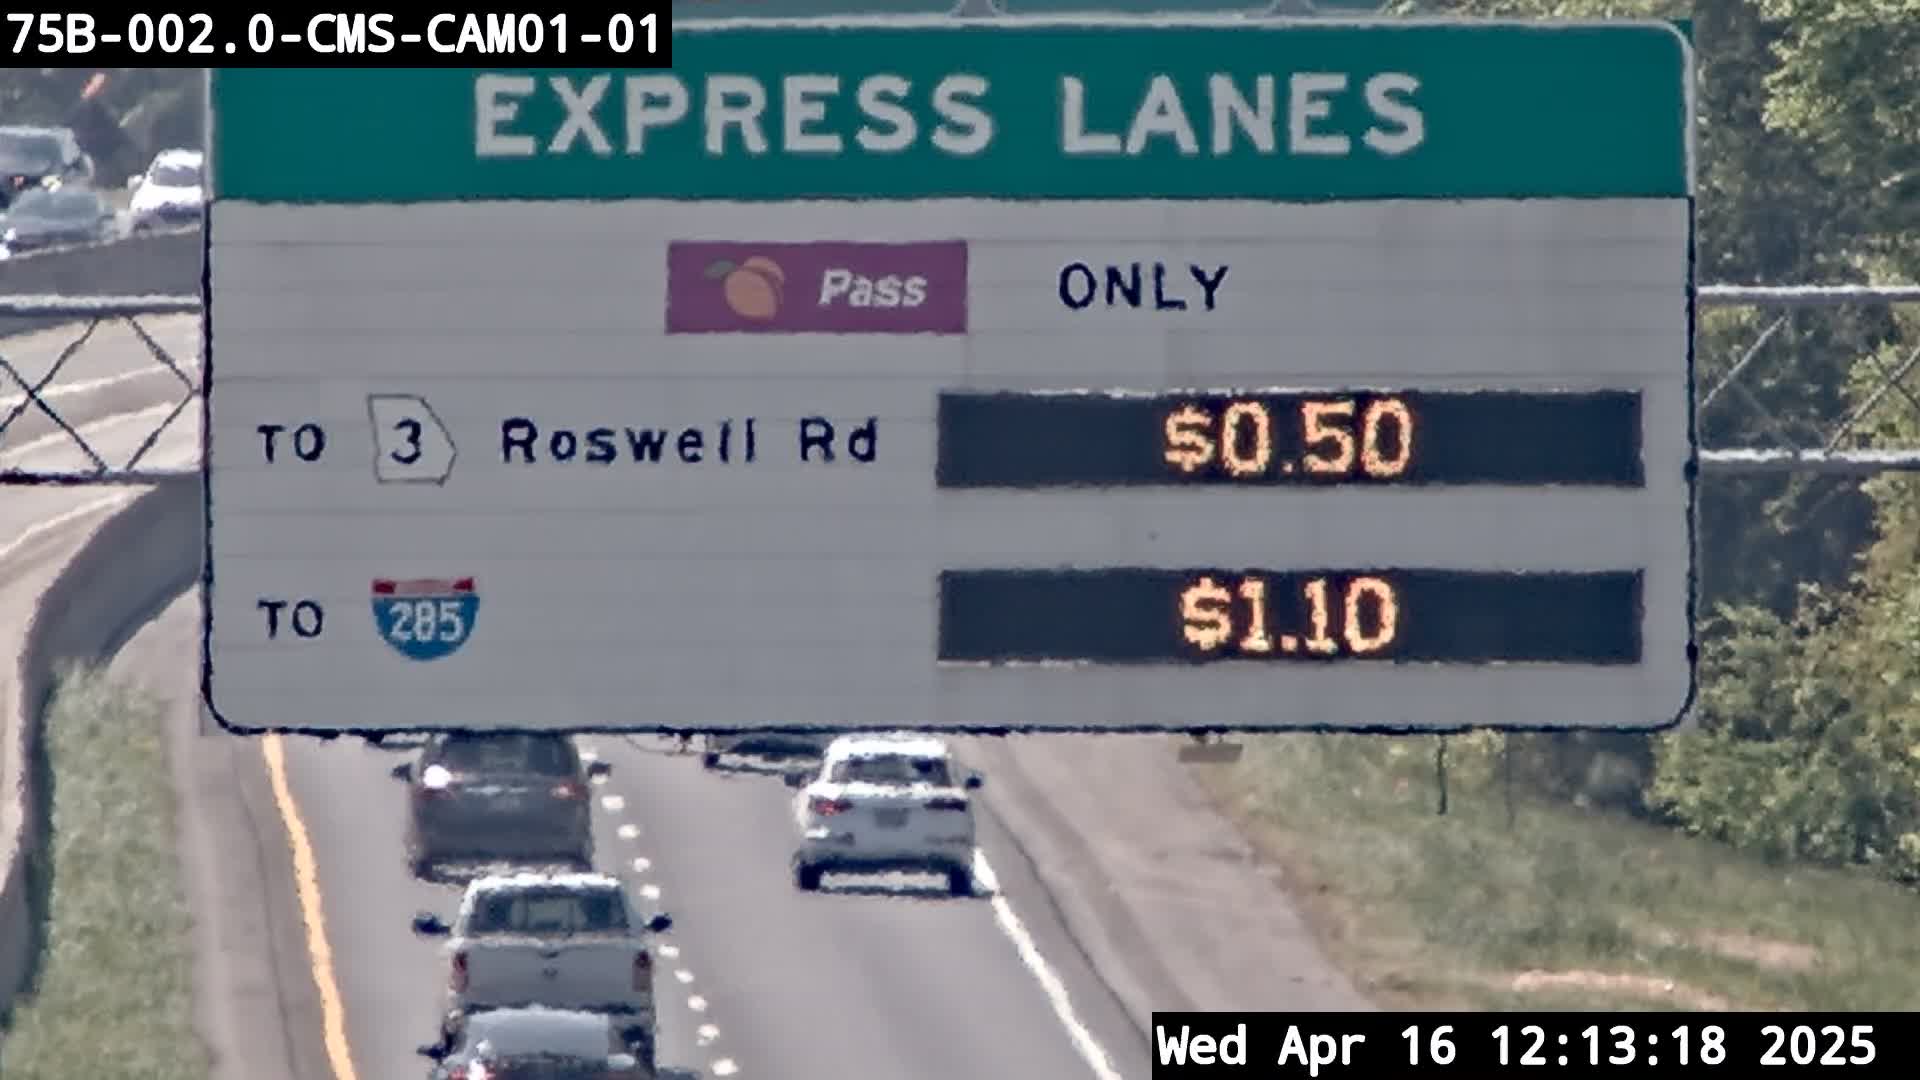 75B-002.0-CMS-CAM01-01
EXPRESS LANES
Pass ONLY
TO 3 Roswell Rd $0.50
TO 285 $1.10
Wed Apr 16 12:13:18 2025